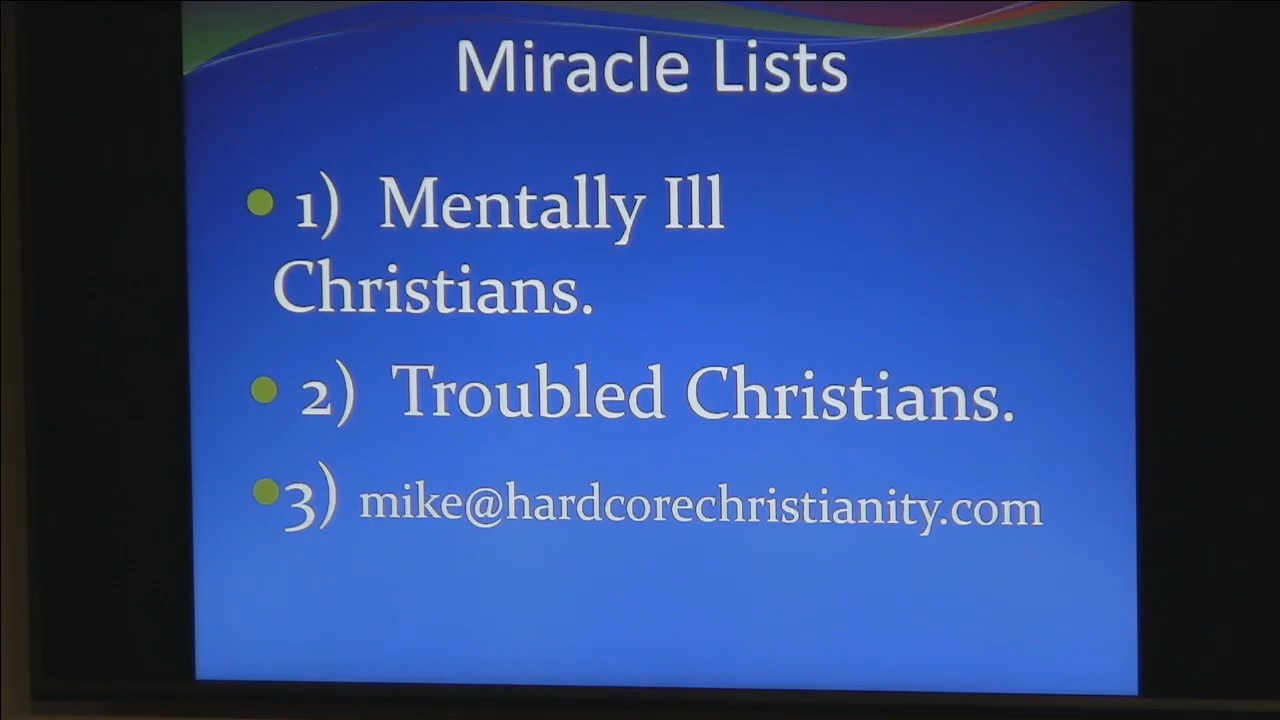 Miracle Lists
1) Mentally Ill
Christians.
2) Troubled Christians.
3) mike@hardcorechristianity.com